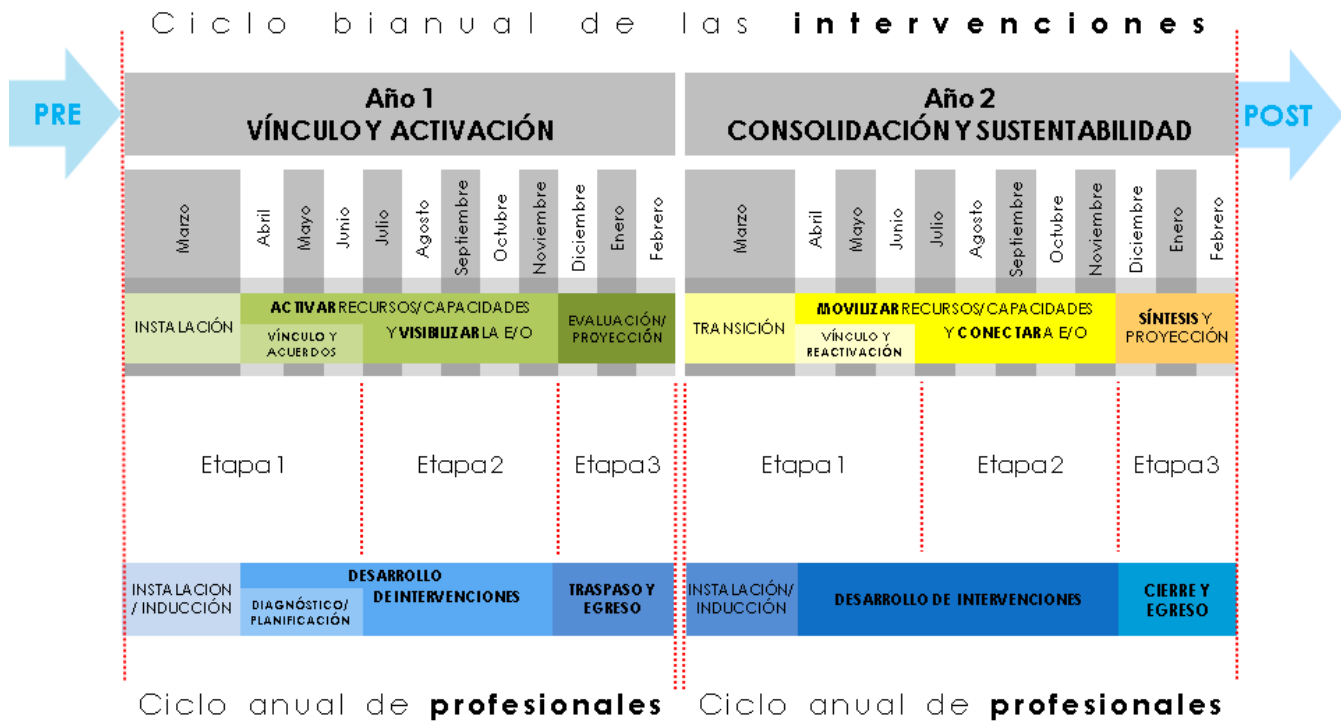 Ciclo bianual de las intervenciones
PRE
Año 1
VÍNCULO Y ACTIVACIÓN
Año 2
CONSOLIDACIÓN Y SUSTENTABILIDAD
POST
Marzo
Abril
Mayo
Junio
Julio
Agosto
Septiembre
Octubre
Noviembre
Diciembre
Enero
Febrero
Marzo
Abril
Mayo
Junio
Julio
Agosto
Septiembre
Octubre
Noviembre
Diciembre
Enero
Febrero
INSTALACIÓN
ACTIVAR RECURSOS/CAPACIDADES
Y VISIBILIZAR LA E/O
VÍNCULO Y
ACUERDOS
EVALUACIÓN/
PROYECCIÓN
TRANSICIÓN
MOVILIZAR RECURSOS/CAPACIDADES
Y CONECTAR A E/O
VÍNCULO Y
REACTIVACIÓN
SÍNTESIS Y
PROYECCIÓN
Etapa 1
Etapa 2
Etapa 3
Etapa 1
Etapa 2
Etapa 3
INSTALACION
/ INDUCCIÓN
DESARROLLO
DE INTERVENCIONES
DIAGNÓSTICO/
PLANIFICACIÓN
TRASPASO Y
EGRESO
INSTALACIÓN/
INDUCCIÓN
DESARROLLO DE INTERVENCIONES
CIERRE Y
EGRESO
Ciclo anual de profesionales
Ciclo anual de profesionales